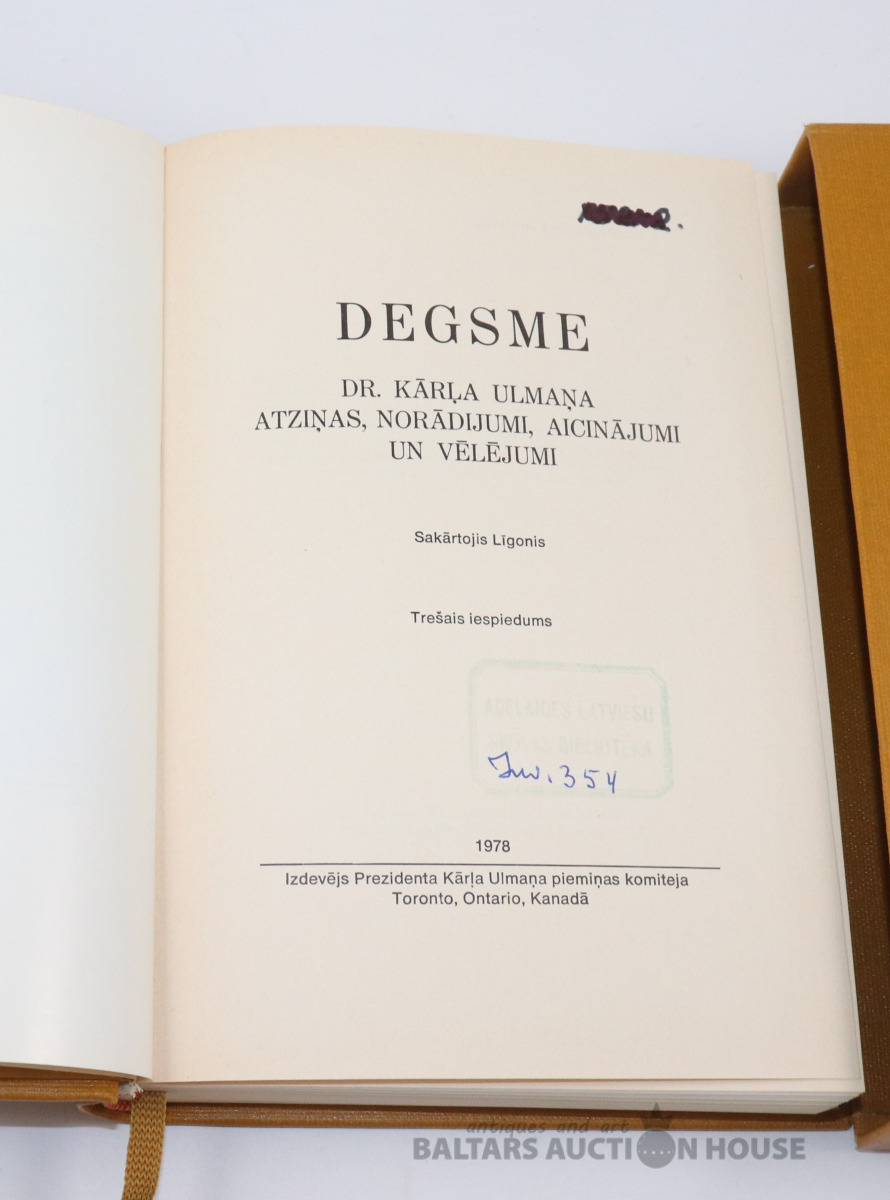 DEGSME
DR. KĀRĻA ULMAŅA
ATZIŅAS, NORĀDIJUMI, AICINĀJUMI
UN VĒLĒJUMI
Sakārtojis Līgonis
Trešais iespiedums
ADELAIDES LATVIEŠU
BIBLIOTĒKA
Inv. 354
1978
Izdevējs Prezidenta Kārļa Ulmaņa piemiņas komiteja
Toronto, Ontario, Kanadā
antiques and art
BALTARS AUCTION HOUSE